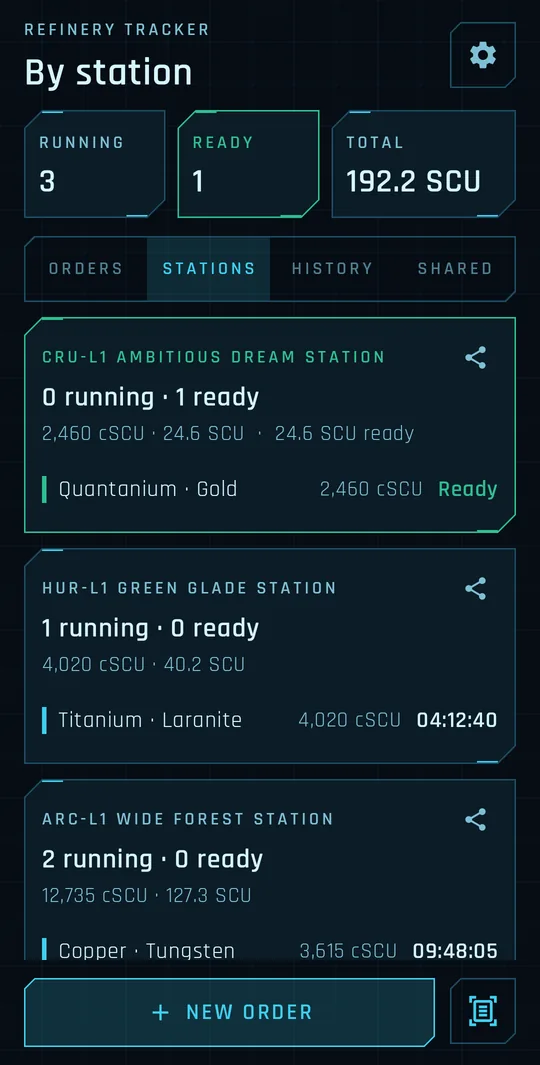 REFINERY TRACKER
By station
RUNNING READY TOTAL
3 1 192.2 SCU
ORDERS STATIONS HISTORY SHARED
CRU-L1 AMBITIOUS DREAM STATION
0 running · 1 ready
2,460 cSCU · 24.6 SCU · 24.6 SCU ready
Quantanium · Gold 2,460 cSCU Ready
HUR-L1 GREEN GLADE STATION
1 running · 0 ready
4,020 cSCU · 40.2 SCU
Titanium · Laranite 4,020 cSCU 04:12:40
ARC-L1 WIDE FOREST STATION
2 running · 0 ready
12,735 cSCU · 127.3 SCU
Copper · Tungsten 3,615 cSCU 09:48:05
+ NEW ORDER